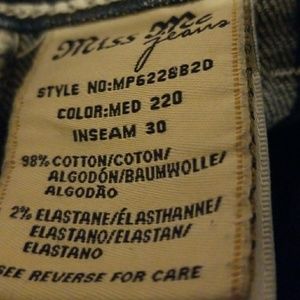 Miss Me
jeans
STYLE NO:MP6228B2D
COLOR:MED 220
INSEAM 30
98% COTTON/COTON/
ALGODÓN/BAUMWOLLE/
ALGODÃO
2% ELASTANE/ÉLASTHANNE/
ELASTANO/ELASTAN/
ELASTANO
SEE REVERSE FOR CARE